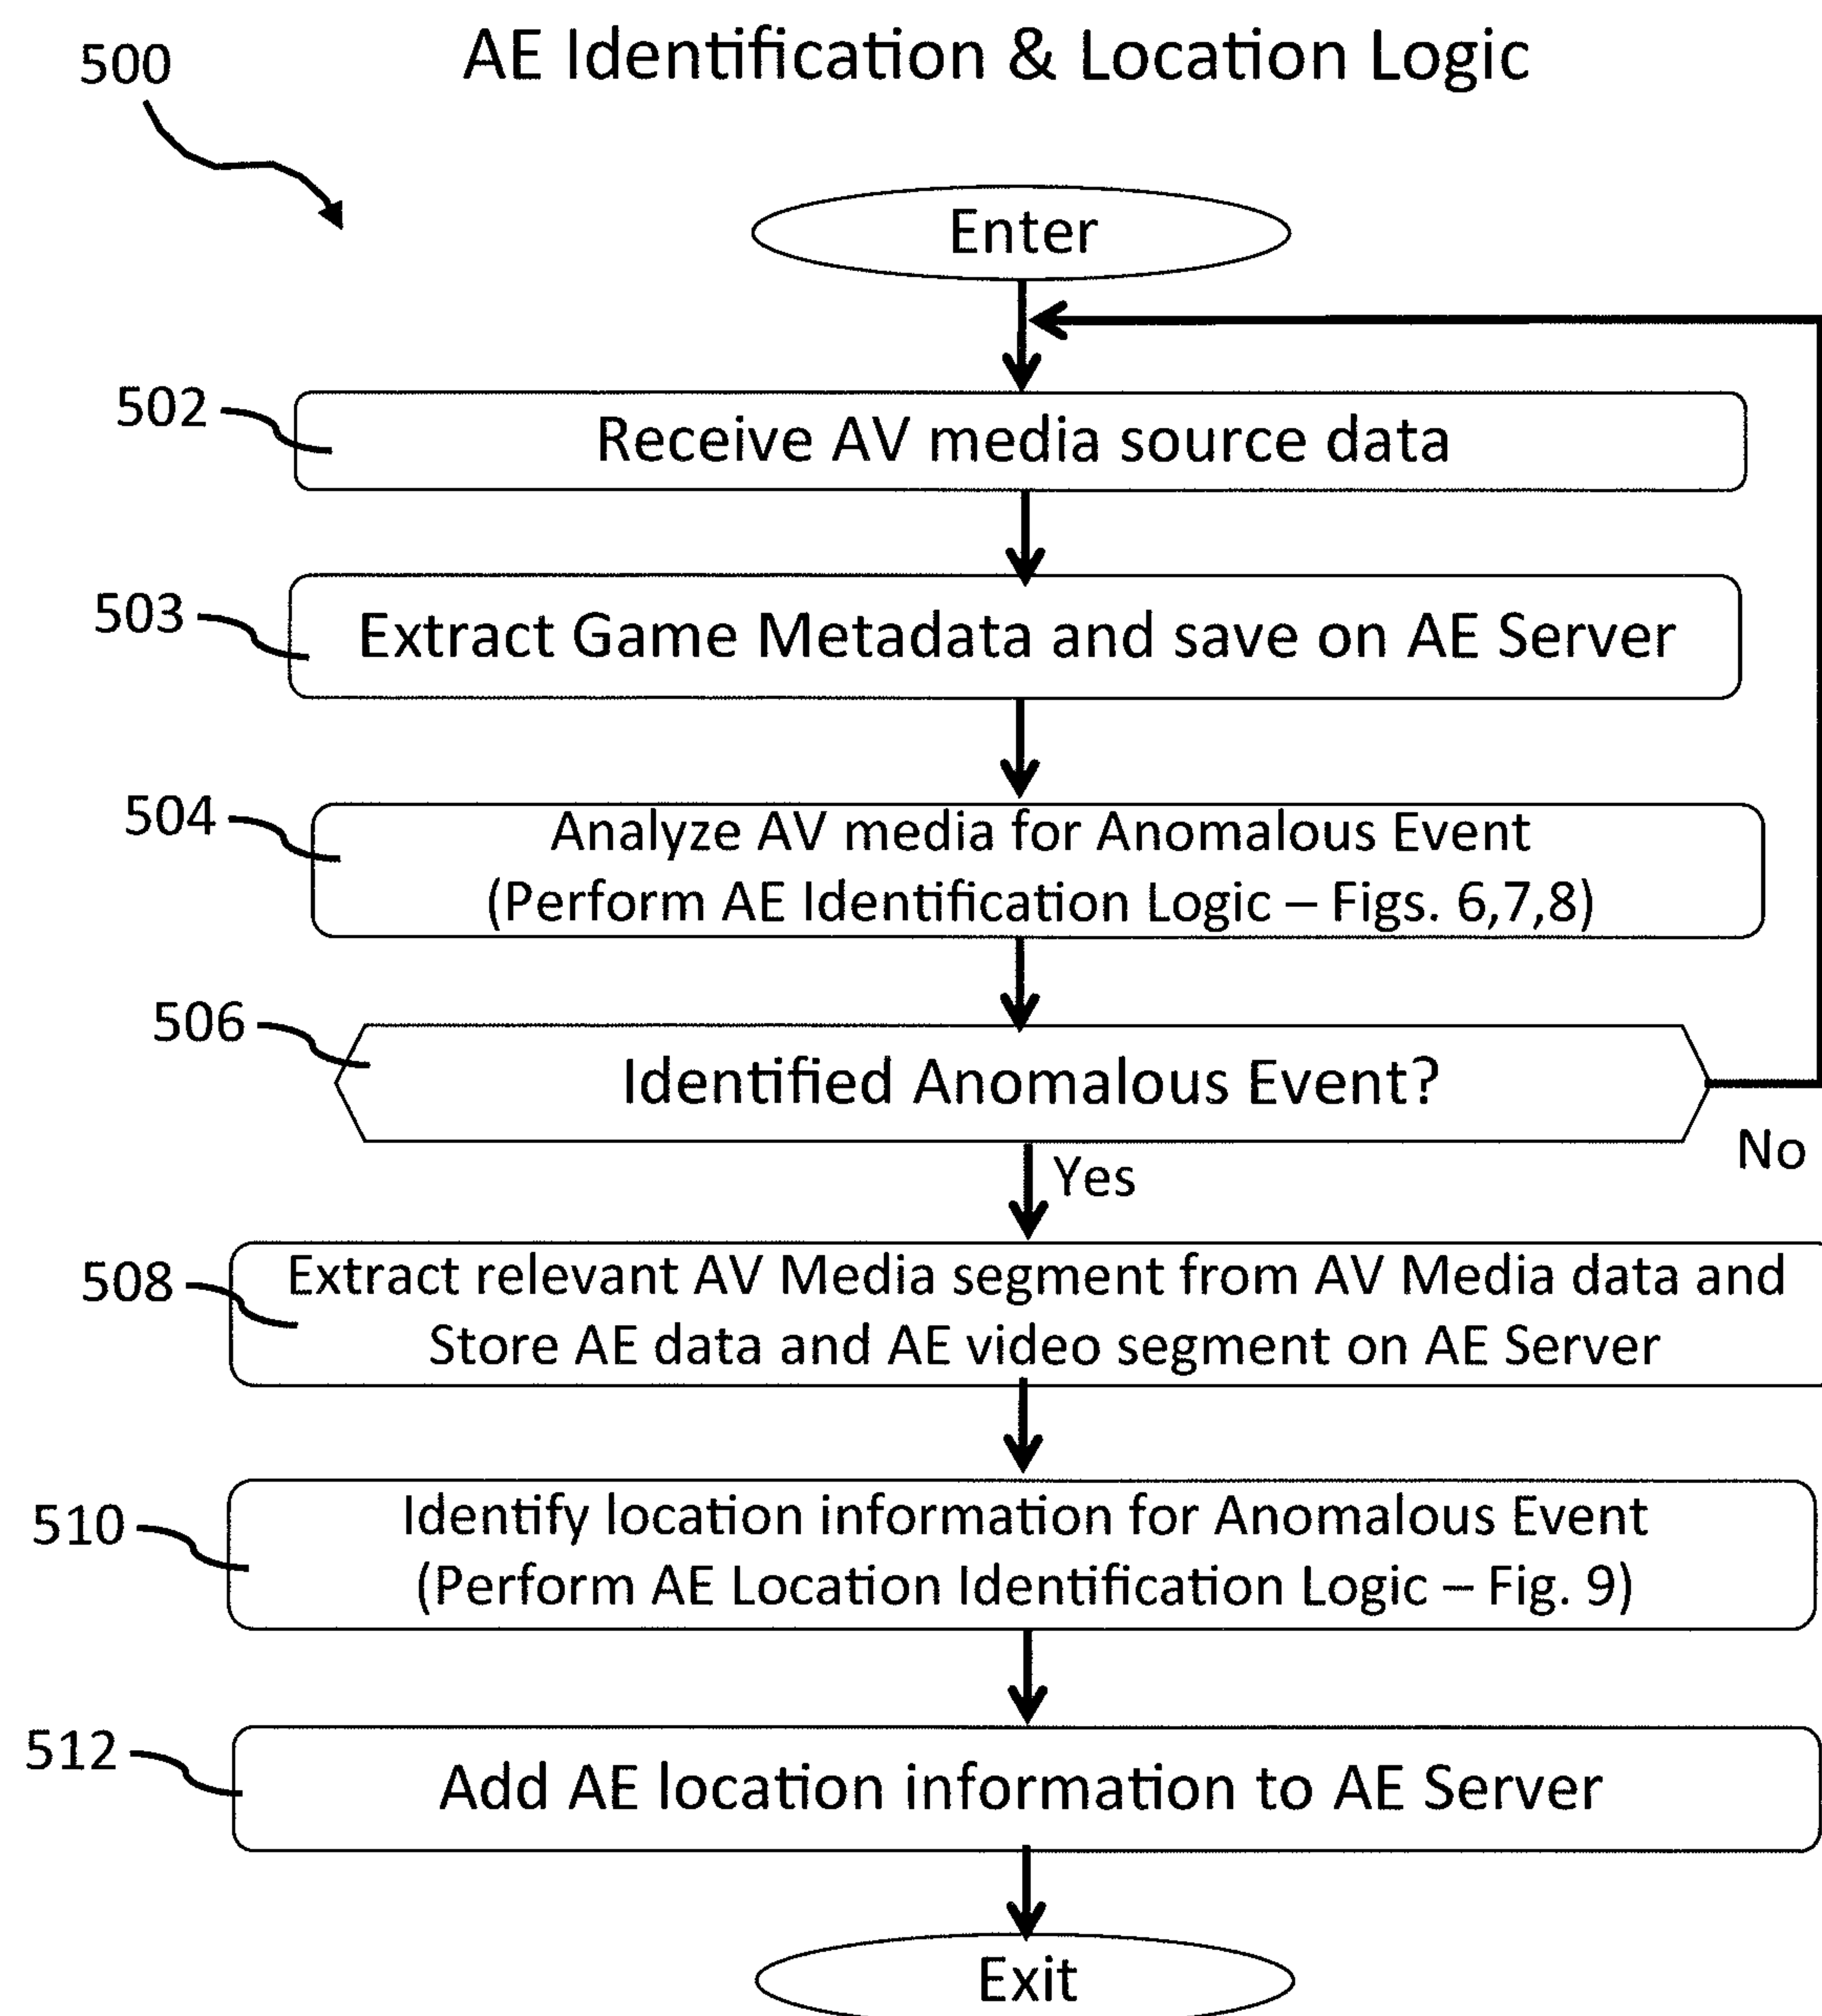 500
AE Identification & Location Logic
Enter
502
Receive AV media source data
503
Extract Game Metadata and save on AE Server
504
Analyze AV media for Anomalous Event
(Perform AE Identification Logic – Figs. 6,7,8)
506
Identified Anomalous Event?
No
Yes
508
Extract relevant AV Media segment from AV Media data and
Store AE data and AE video segment on AE Server
510
Identify location information for Anomalous Event
(Perform AE Location Identification Logic – Fig. 9)
512
Add AE location information to AE Server
Exit